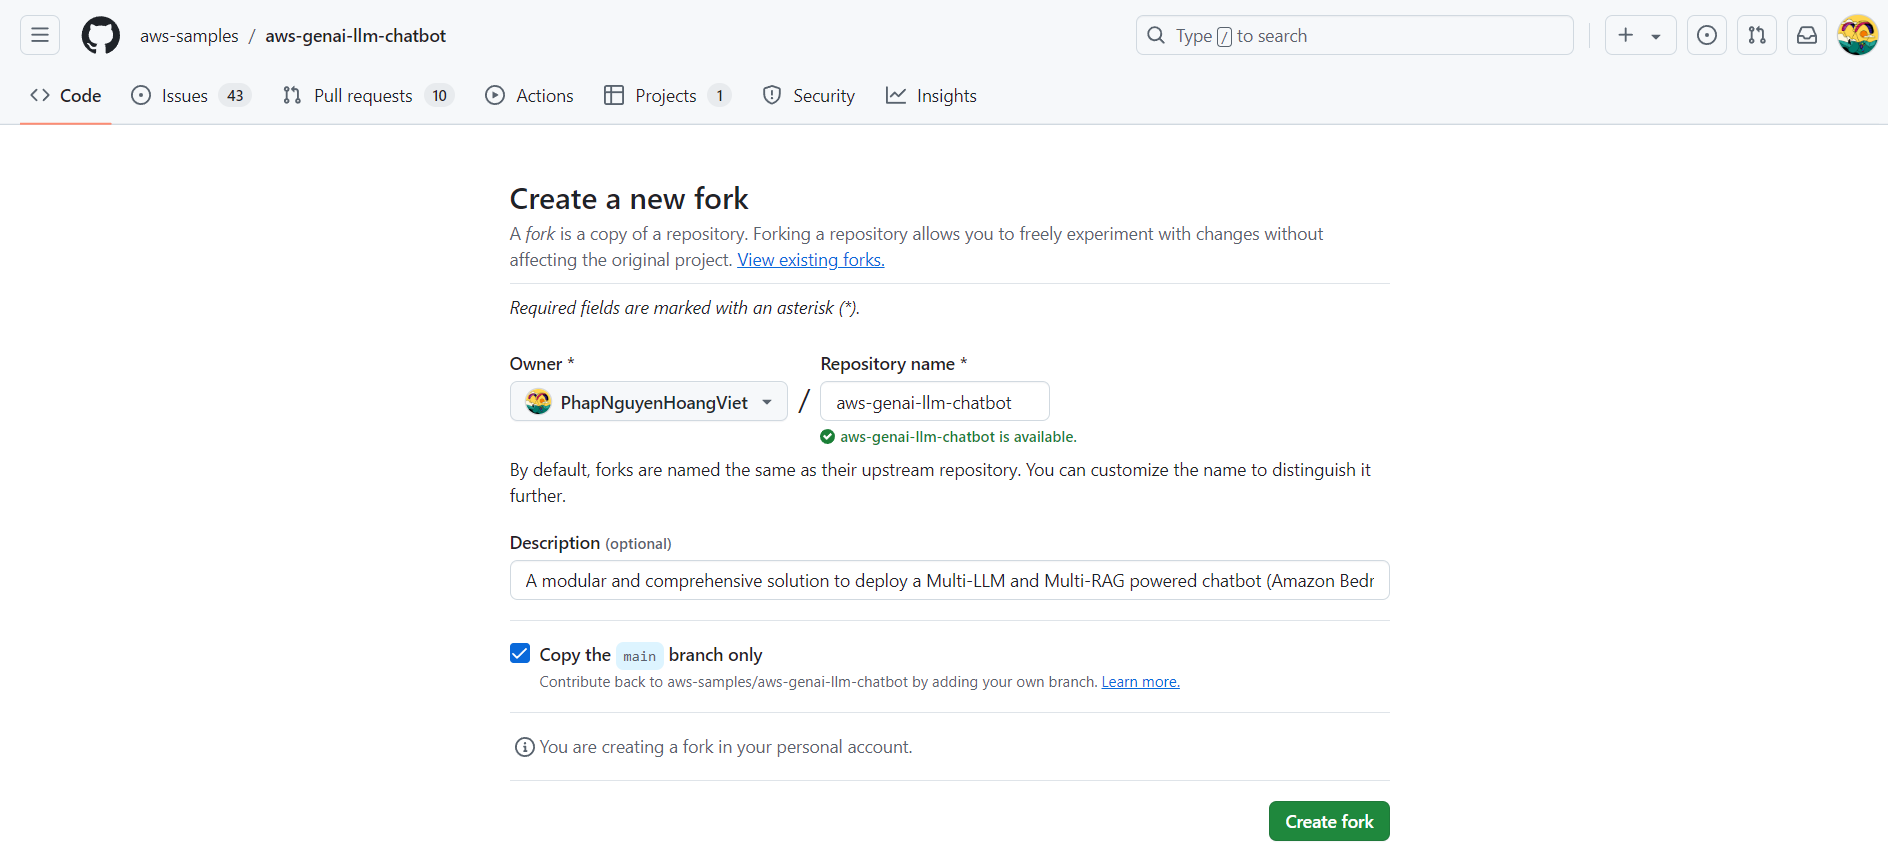 aws-samples / aws-genai-llm-chatbot
Type / to search
Code
Issues 43
Pull requests 10
Actions
Projects 1
Security
Insights
Create a new fork
A fork is a copy of a repository. Forking a repository allows you to freely experiment with changes without
affecting the original project. View existing forks.
Required fields are marked with an asterisk (*).
Owner *
Repository name *
PhapNguyenHoangViet / aws-genai-llm-chatbot
aws-genai-llm-chatbot is available.
By default, forks are named the same as their upstream repository. You can customize the name to distinguish it
further.
Description (optional)
A modular and comprehensive solution to deploy a Multi-LLM and Multi-RAG powered chatbot (Amazon Bedr
Copy the main branch only
Contribute back to aws-samples/aws-genai-llm-chatbot by adding your own branch. Learn more.
You are creating a fork in your personal account.
Create fork